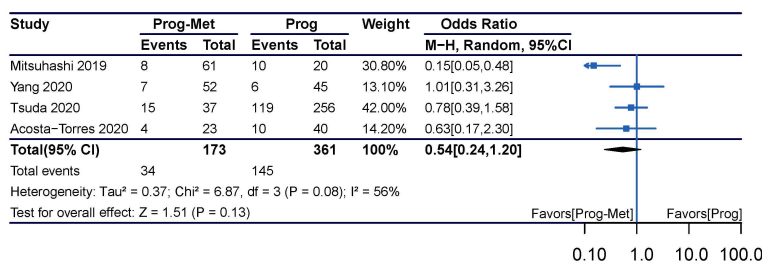 Study Prog-Met Prog Weight Odds Ratio
Events Total Events Total M-H, Random, 95%CI
Mitsuhashi 2019 8 61 10 20 30.80% 0.15[0.05,0.48]
Yang 2020 7 52 6 45 13.10% 1.01[0.31,3.26]
Tsuda 2020 15 37 119 256 42.00% 0.78[0.39,1.58]
Acosta-Torres 2020 4 23 10 40 14.20% 0.63[0.17,2.30]
Total(95% CI) 173 361 100% 0.54[0.24,1.20]
Total events 34 145
Heterogeneity: Tau² = 0.37; Chi² = 6.87, df = 3 (P = 0.08); I² = 56%
Test for overall effect: Z = 1.51 (P = 0.13) Favors[Prog-Met] Favors[Prog]
0.10 1.0 10.0 100.0